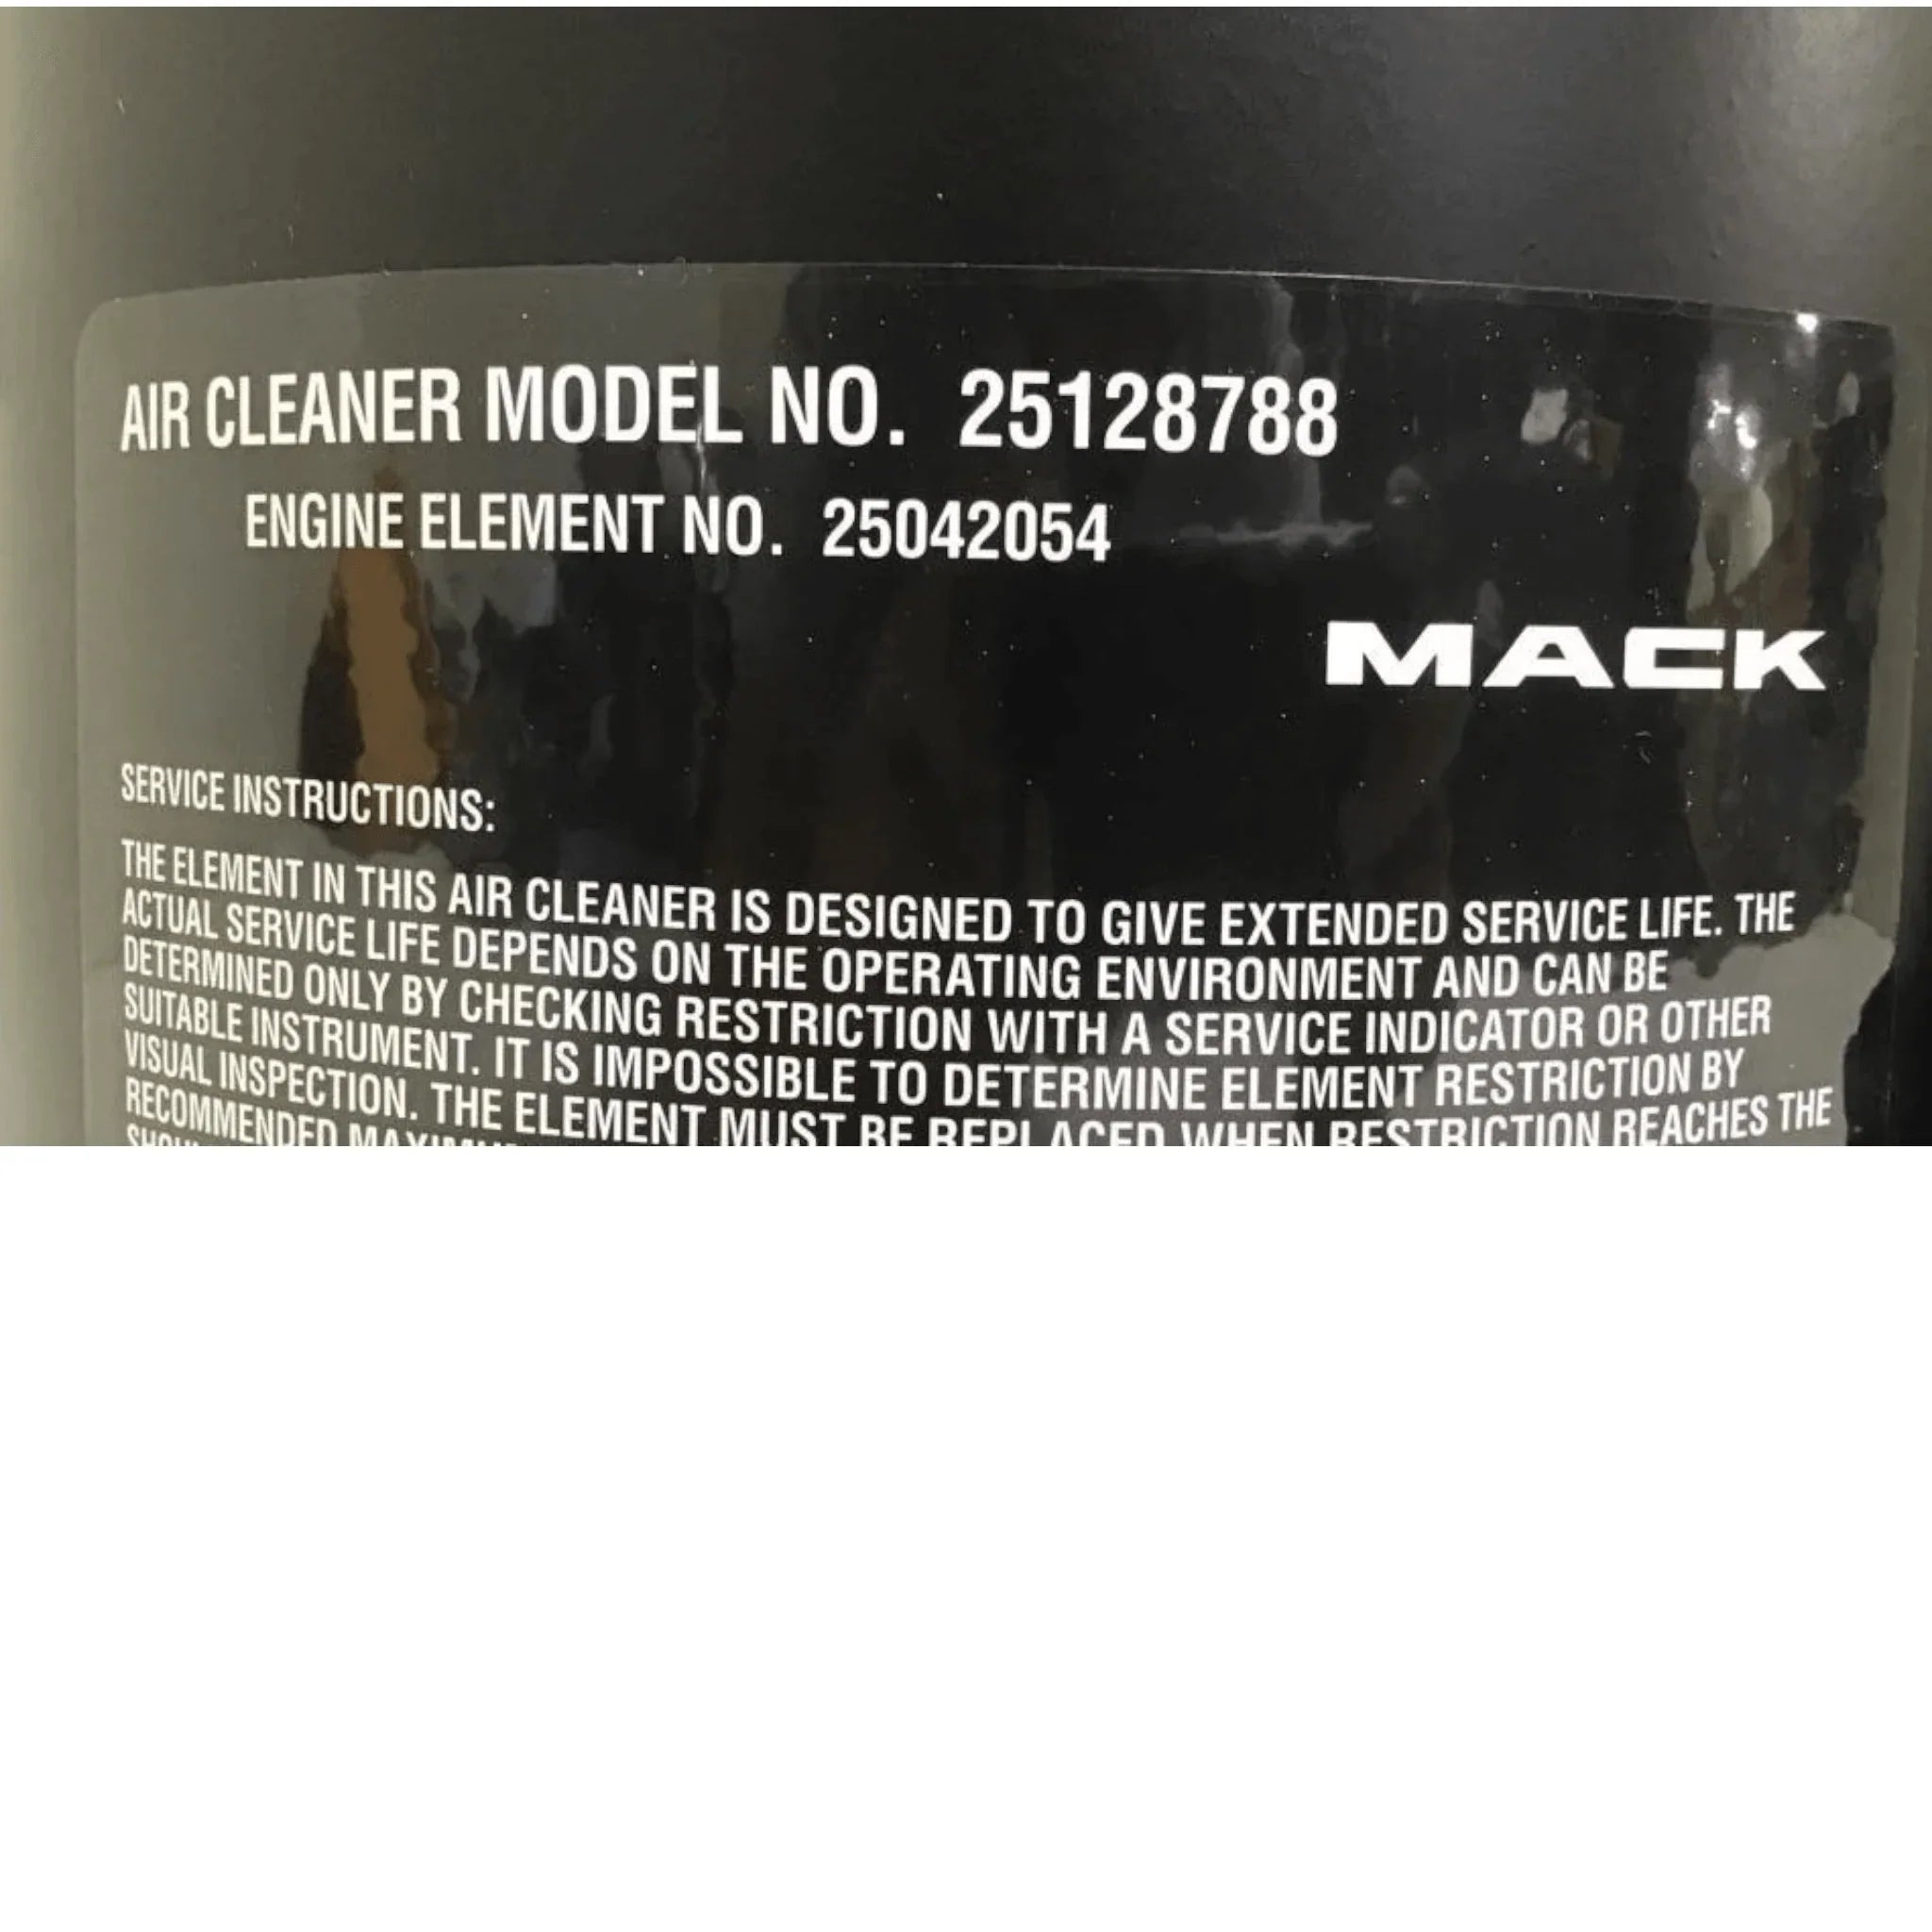 AIR CLEANER MODEL NO. 25128788
ENGINE ELEMENT NO. 25042054
MACK
SERVICE INSTRUCTIONS:
THE ELEMENT IN THIS AIR CLEANER IS DESIGNED TO GIVE EXTENDED SERVICE LIFE. THE
ACTUAL SERVICE LIFE DEPENDS ON THE OPERATING ENVIRONMENT AND CAN BE
DETERMINED ONLY BY CHECKING RESTRICTION WITH A SERVICE INDICATOR OR OTHER
SUITABLE INSTRUMENT. IT IS IMPOSSIBLE TO DETERMINE ELEMENT RESTRICTION BY
VISUAL INSPECTION. THE ELEMENT MUST BE REPLACED WHEN RESTRICTION REACHES THE
RECOMMENDED